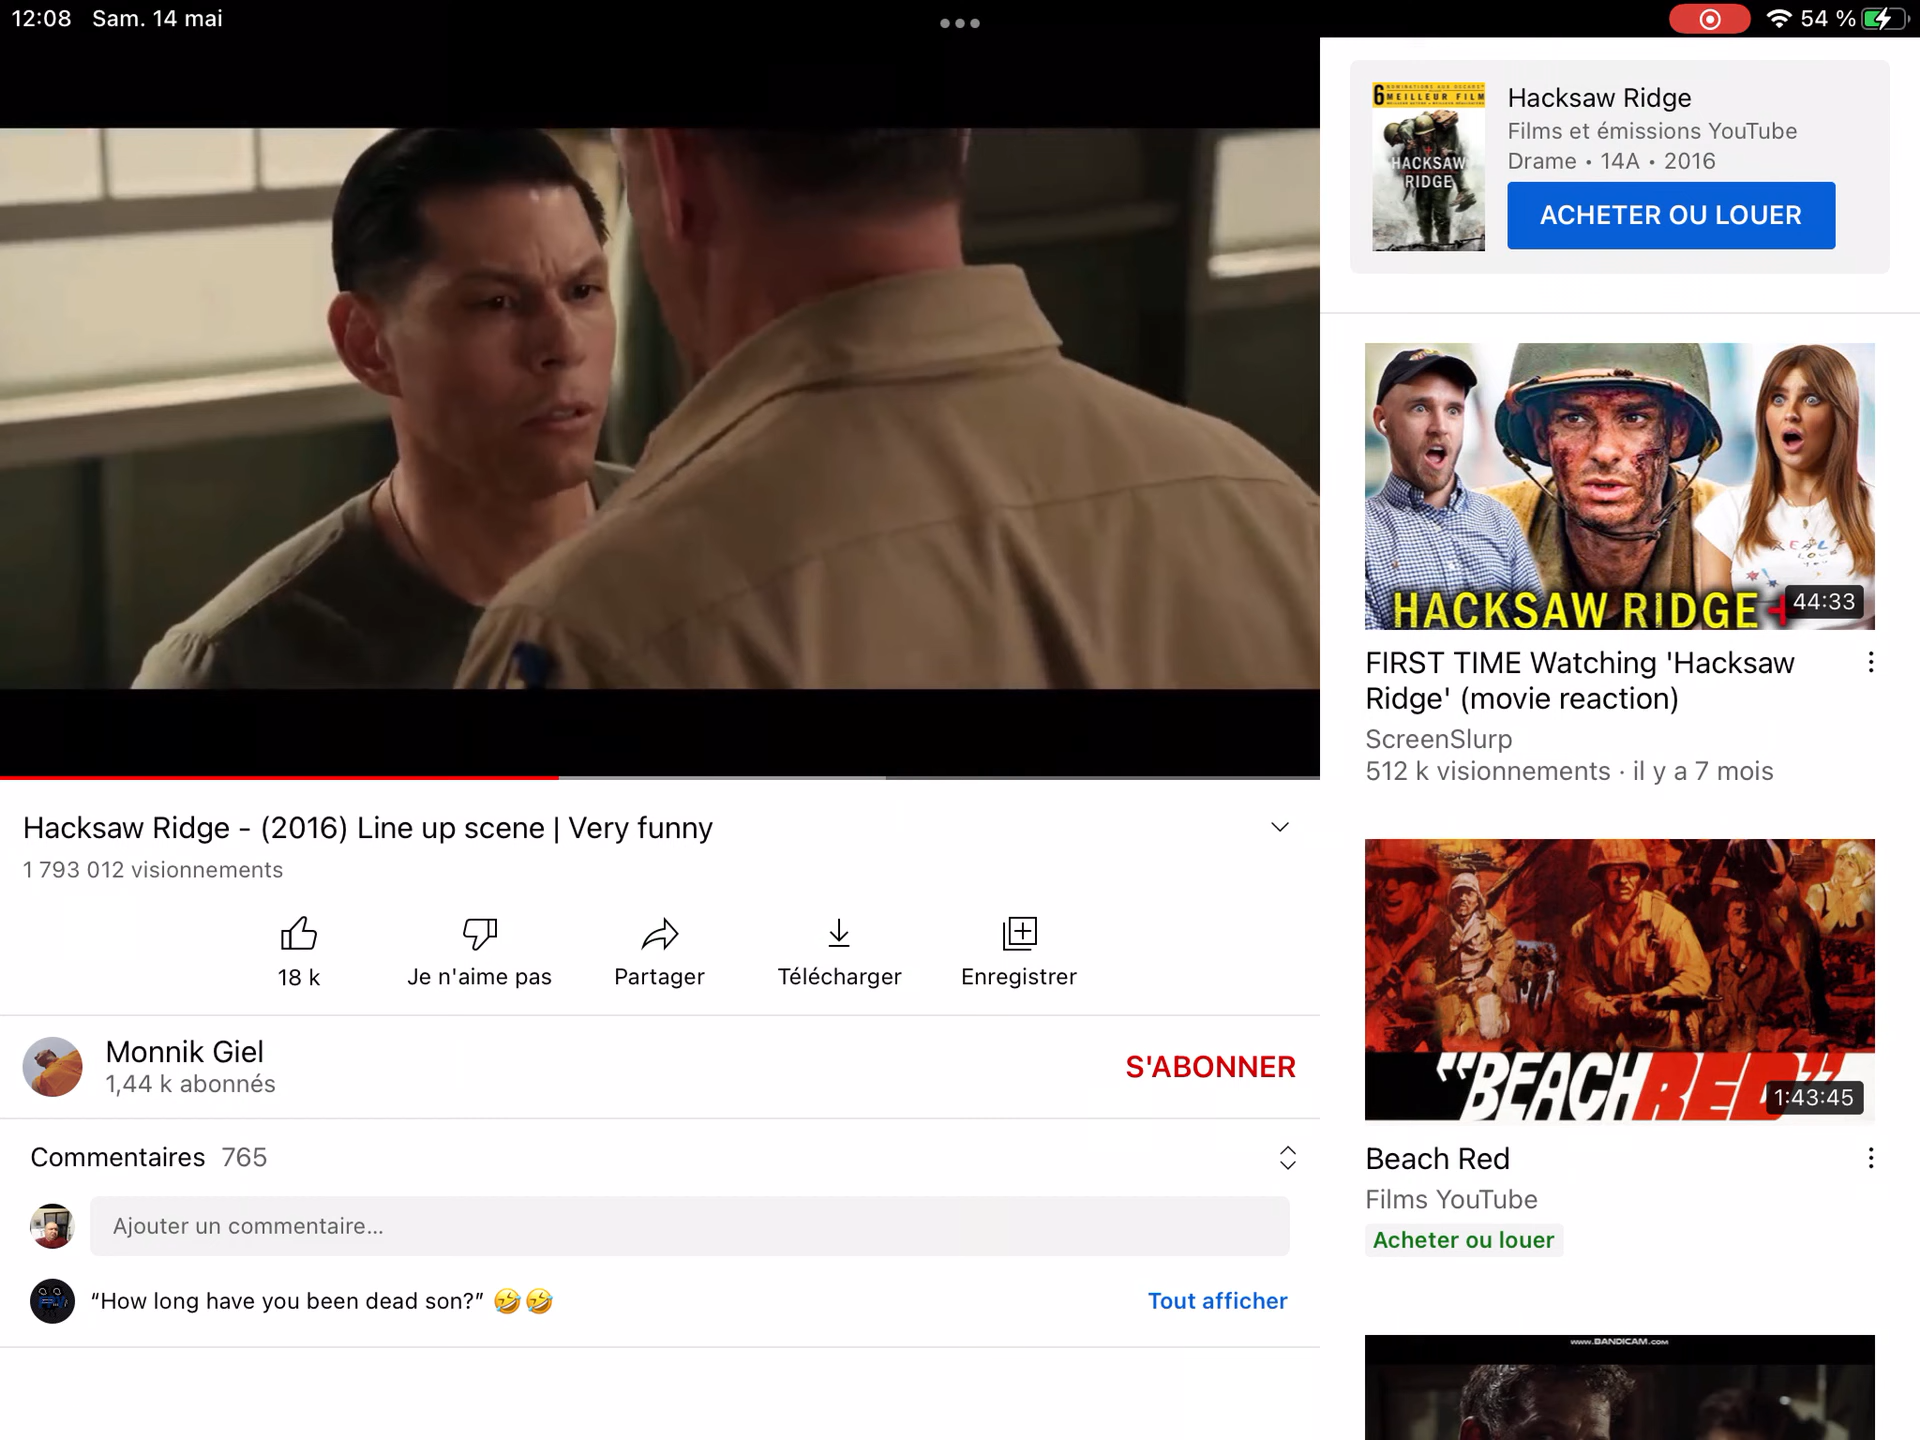 12:08 Sam. 14 mai
54 %
6 NOMINATIONS AUX OSCARS
MEILLEUR FILM
HACKSAW
RIDGE
Hacksaw Ridge
Films et émissions YouTube
Drame • 14A • 2016
ACHETER OU LOUER
HACKSAW RIDGE
44:33
FIRST TIME Watching 'Hacksaw
Ridge' (movie reaction)
ScreenSlurp
512 k visionnements · il y a 7 mois
"BEACH RED"
1:43:45
Beach Red
Films YouTube
Acheter ou louer
www.BANDICAM.com
Hacksaw Ridge - (2016) Line up scene | Very funny
1 793 012 visionnements
18 k
Je n'aime pas
Partager
Télécharger
Enregistrer
Monnik Giel
1,44 k abonnés
S'ABONNER
Commentaires 765
Ajouter un commentaire...
“How long have you been dead son?” 🤣🤣
Tout afficher